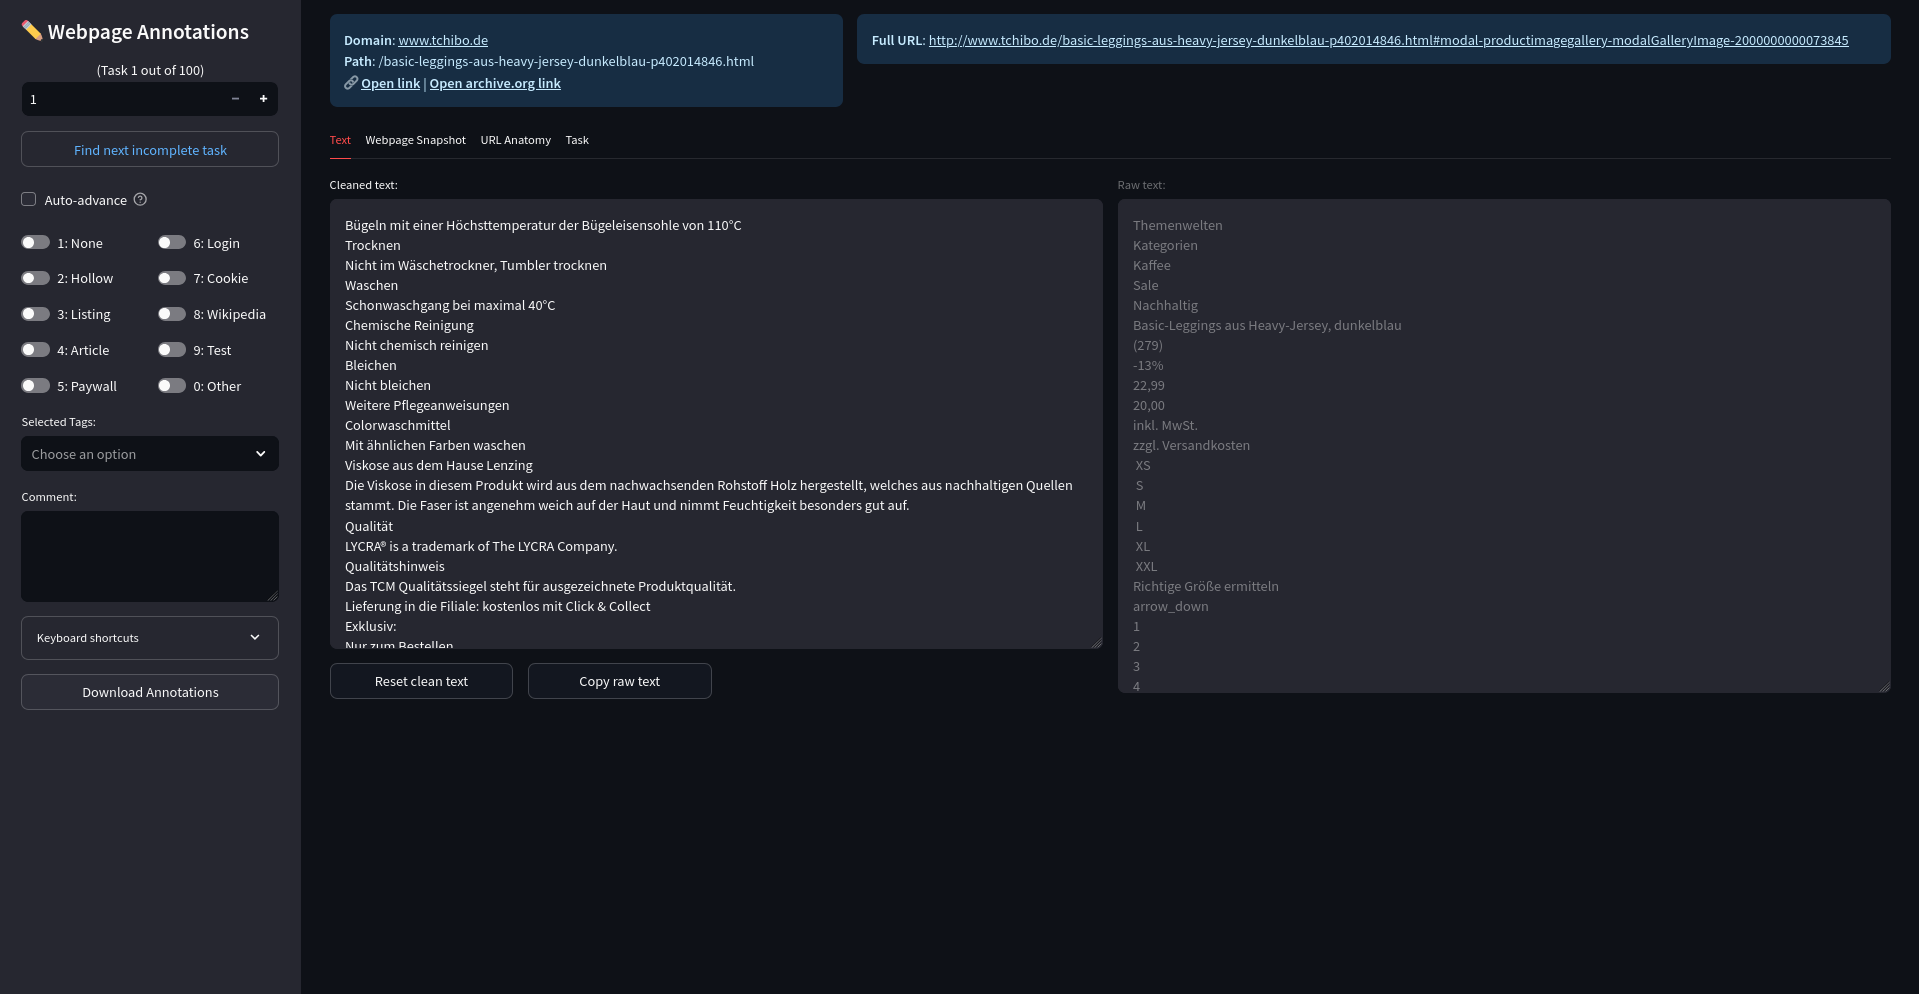 ✏️ Webpage Annotations
(Task 1 out of 100)
1
Find next incomplete task
Auto-advance
1: None
6: Login
2: Hollow
7: Cookie
3: Listing
8: Wikipedia
4: Article
9: Test
5: Paywall
0: Other
Selected Tags:
Choose an option
Comment:
Keyboard shortcuts
Download Annotations
Domain: www.tchibo.de
Path: /basic-leggings-aus-heavy-jersey-dunkelblau-p402014846.html
🔗 Open link | Open archive.org link
Full URL: http://www.tchibo.de/basic-leggings-aus-heavy-jersey-dunkelblau-p402014846.html#modal-productimagegallery-modalGalleryImage-2000000000073845
Text Webpage Snapshot URL Anatomy Task
Cleaned text:
Bügeln mit einer Höchsttemperatur der Bügeleisensohle von 110°C
Trocknen
Nicht im Wäschetrockner, Tumbler trocknen
Waschen
Schonwaschgang bei maximal 40°C
Chemische Reinigung
Nicht chemisch reinigen
Bleichen
Nicht bleichen
Weitere Pflegeanweisungen
Colorwaschmittel
Mit ähnlichen Farben waschen
Viskose aus dem Hause Lenzing
Die Viskose in diesem Produkt wird aus dem nachwachsenden Rohstoff Holz hergestellt, welches aus nachhaltigen Quellen
stammt. Die Faser ist angenehm weich auf der Haut und nimmt Feuchtigkeit besonders gut auf.
Qualität
LYCRA® is a trademark of The LYCRA Company.
Qualitätshinweis
Das TCM Qualitätssiegel steht für ausgezeichnete Produktqualität.
Lieferung in die Filiale: kostenlos mit Click & Collect
Exklusiv:
Nur zum Bestellen
Reset clean text
Copy raw text
Raw text:
Themenwelten
Kategorien
Kaffee
Sale
Nachhaltig
Basic-Leggings aus Heavy-Jersey, dunkelblau
(279)
-13%
22,99
20,00
inkl. MwSt.
zzgl. Versandkosten
XS
S
M
L
XL
XXL
Richtige Größe ermitteln
arrow_down
1
2
3
4